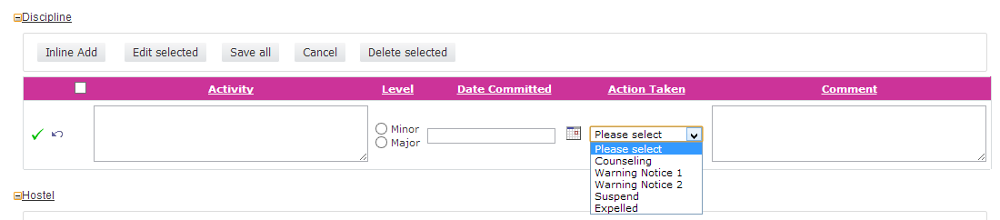 Discipline
Inline Add Edit selected Save all Cancel Delete selected
Activity Level Date Committed Action Taken Comment
Minor
Major
Please select
Please select
Counseling
Warning Notice 1
Warning Notice 2
Suspend
Expelled
Hostel